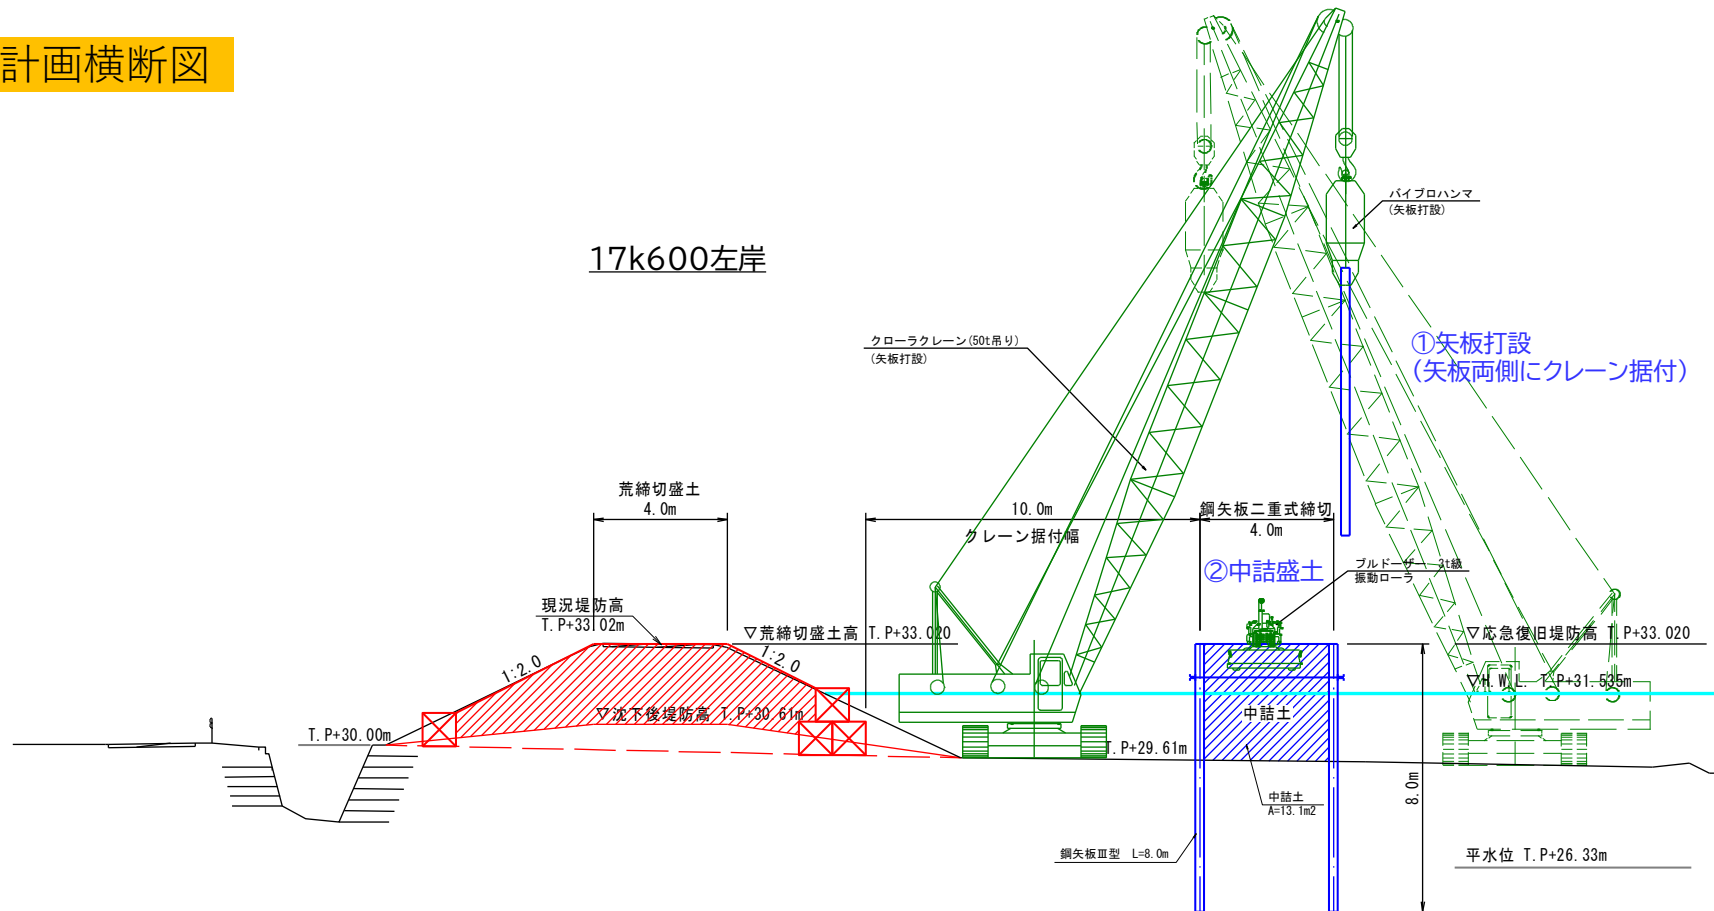 計画横断図
17k600左岸
バイブロハンマ
(矢板打設)
クローラクレーン(50t吊り)
(矢板打設)
①矢板打設
(矢板両側にクレーン据付)
荒締切盛土
4.0m
10.0m
クレーン据付幅
鋼矢板二重式締切
4.0m
②中詰盛土
ブルドーザー 3t級
振動ローラ
現況堤防高
T.P+33.02m
▽荒締切盛土高 T.P+33.020
▽応急復旧堤防高 T.P+33.020
1:2.0
1:2.0
▽H.W.L. T.P+31.535m
▽沈下後堤防高 T.P+30.61m
中詰土
T.P+30.00m
T.P+29.61m
中詰土
A=13.1m2
8.0m
鋼矢板Ⅲ型 L=8.0m
平水位 T.P+26.33m